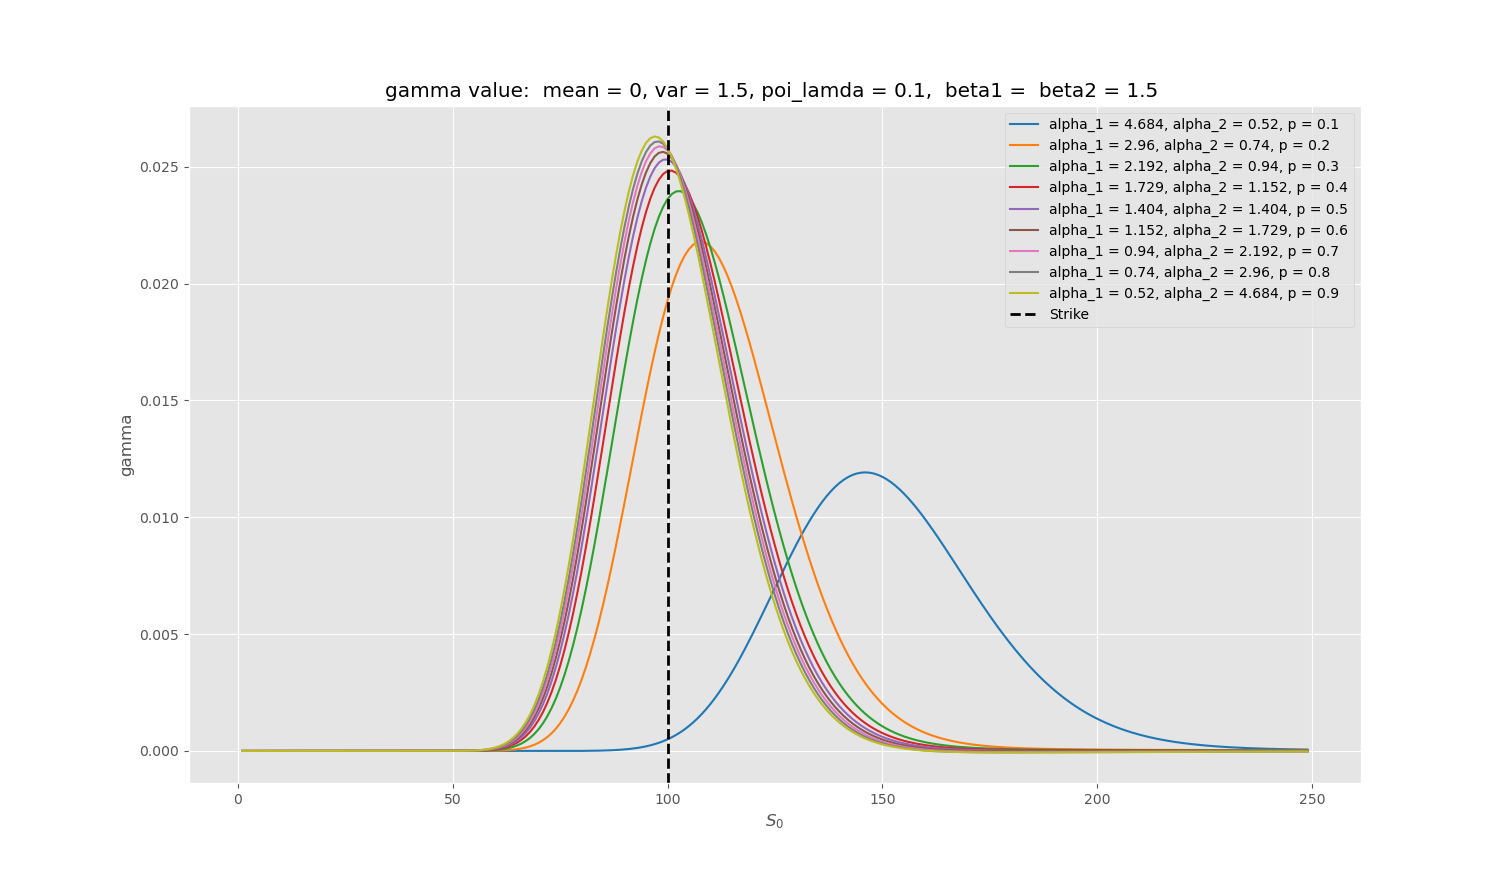 gamma value:  mean = 0, var = 1.5, poi_lamda = 0.1,  beta1 =  beta2 = 1.5
alpha_1 = 4.684, alpha_2 = 0.52, p = 0.1
alpha_1 = 2.96, alpha_2 = 0.74, p = 0.2
alpha_1 = 2.192, alpha_2 = 0.94, p = 0.3
alpha_1 = 1.729, alpha_2 = 1.152, p = 0.4
alpha_1 = 1.404, alpha_2 = 1.404, p = 0.5
alpha_1 = 1.152, alpha_2 = 1.729, p = 0.6
alpha_1 = 0.94, alpha_2 = 2.192, p = 0.7
alpha_1 = 0.74, alpha_2 = 2.96, p = 0.8
alpha_1 = 0.52, alpha_2 = 4.684, p = 0.9
Strike
0.025
0.020
0.015
0.010
0.005
0.000
gamma
0 50 100 150 200 250
S₀